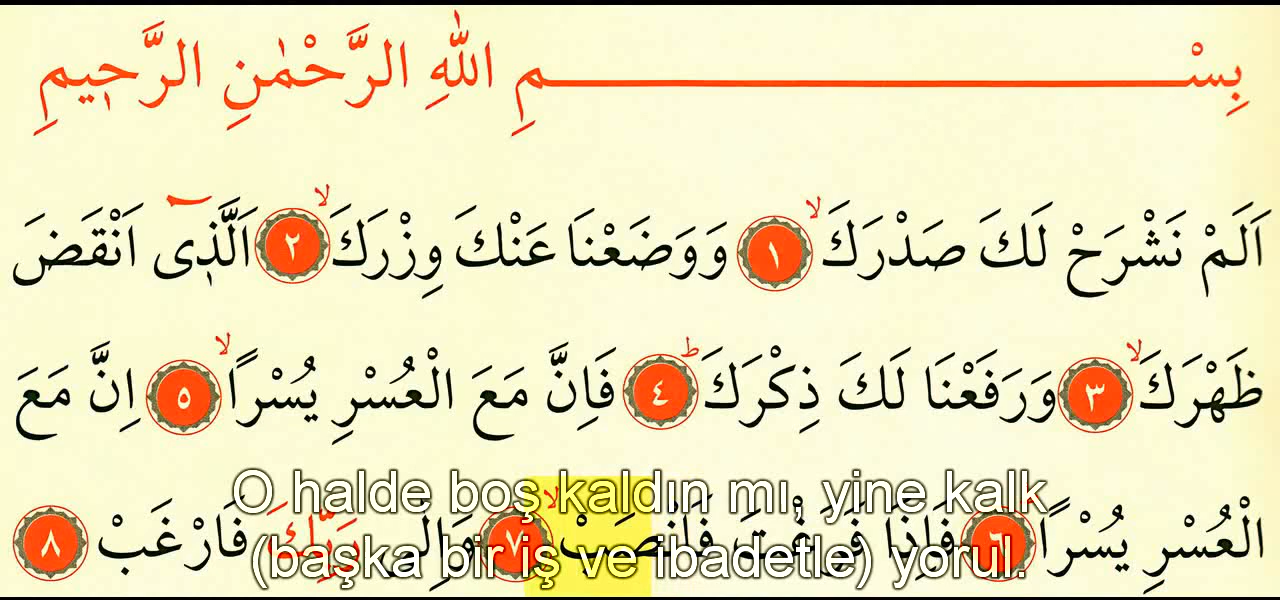 بِسْمِ اللّٰهِ الرَّحْمٰنِ الرَّح۪يمِ
اَلَمْ نَشْرَحْ لَكَ صَدْرَكَۙ ﴿١﴾ وَوَضَعْنَا عَنْكَ وِزْرَكَۙ ﴿٢﴾ اَلَّذ۪ٓى اَنْقَضَ
ظَهْرَكَۙ ﴿٣﴾ وَرَفَعْنَا لَكَ ذِكْرَكَۜ ﴿٤﴾ فَاِنَّ مَعَ الْعُسْرِ يُسْرًاۙ ﴿٥﴾ اِنَّ مَعَ
الْعُسْرِ يُسْرًا ﴿٦﴾ فَاِذَا فَرَغْتَ فَانْصَبْۙ ﴿٧﴾ وَاِلٰى رَبِّكَ فَارْغَبْ ﴿٨﴾
O halde boş kaldın mı, yine kalk
(başka bir iş ve ibadetle) yorul.